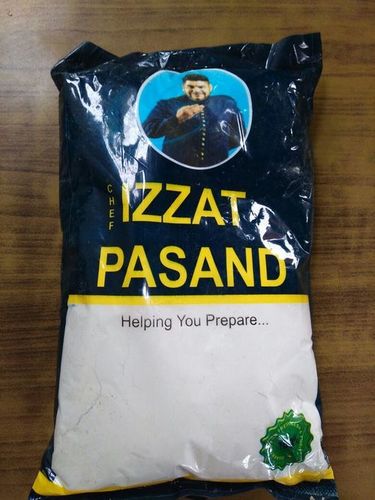 CHEF
IZZAT
PASAND
Helping You Prepare...